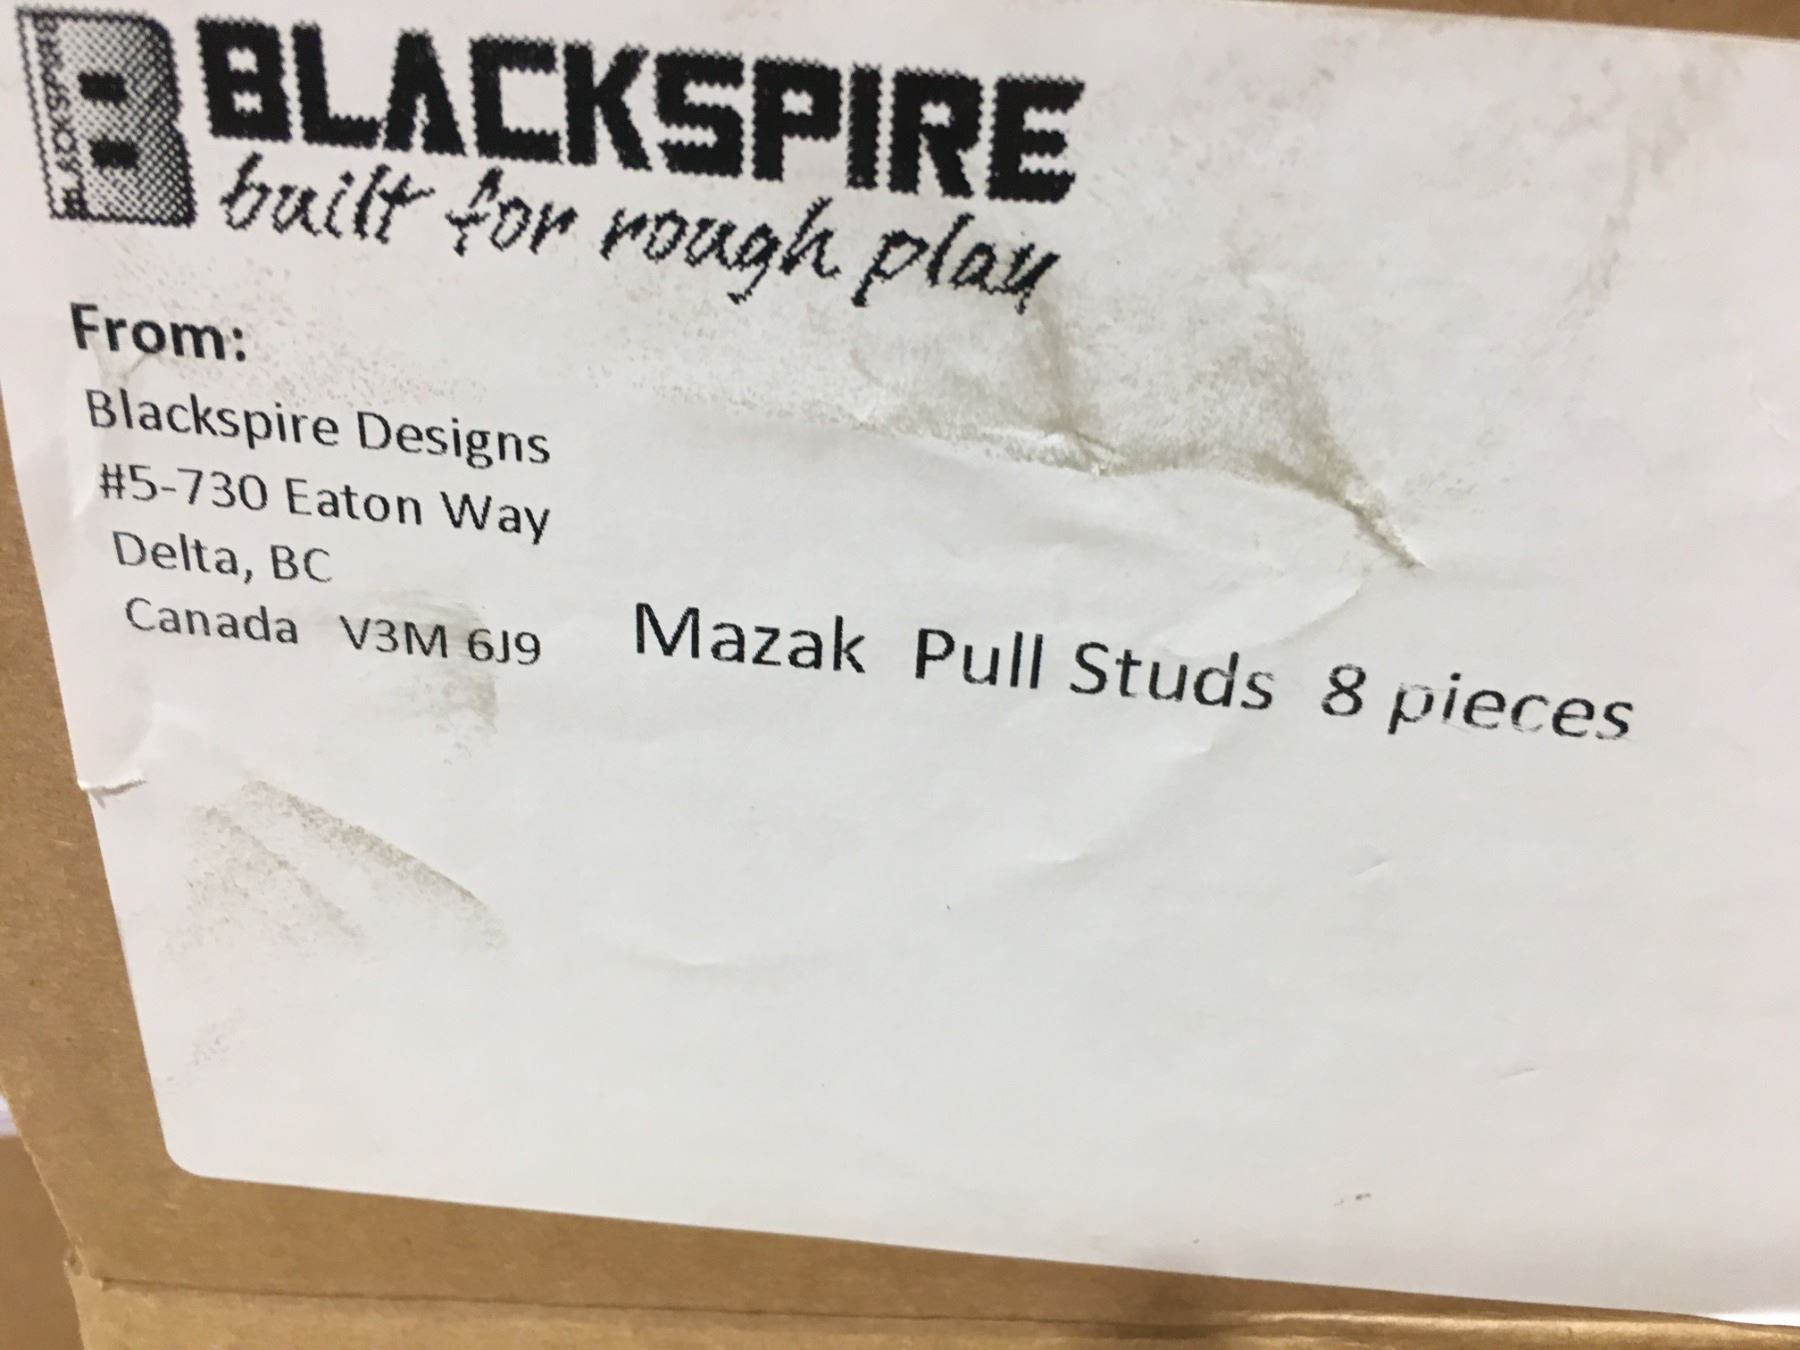 BLACKSPIRE
BLACKSPIRE
built for rough play
From:
Blackspire Designs
#5-730 Eaton Way
Delta, BC
Canada V3M 6J9
Mazak Pull Studs 8 pieces